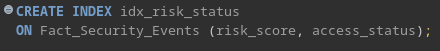 CREATE INDEX idx_risk_status
ON Fact_Security_Events (risk_score, access_status);